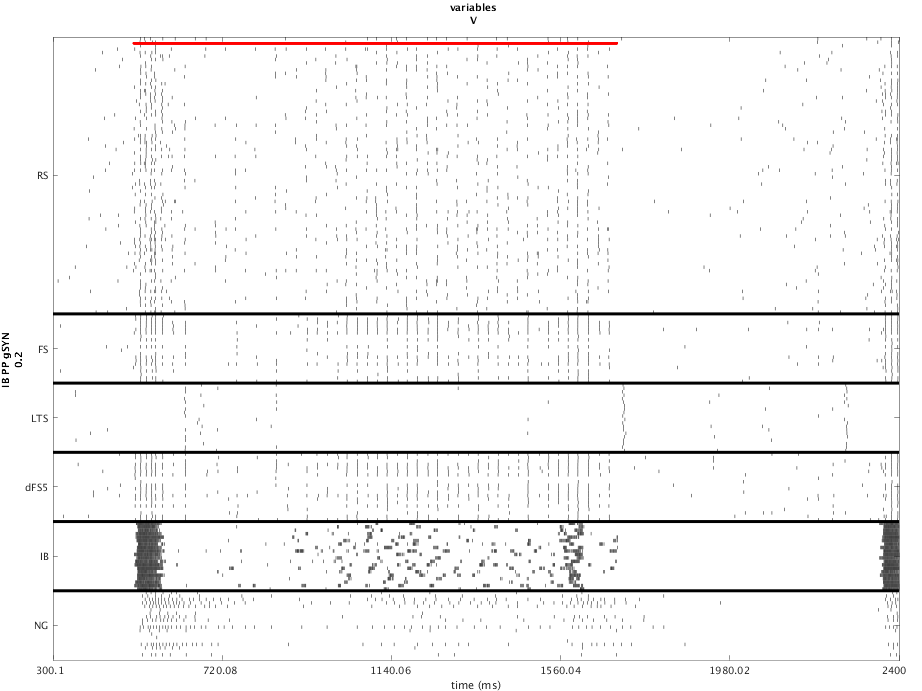 variables
V
RS
FS
LTS
dFS5
IB
NG
IB PP gSYN
0.2
300.1 720.08 1140.06 1560.04 1980.02 2400
time (ms)